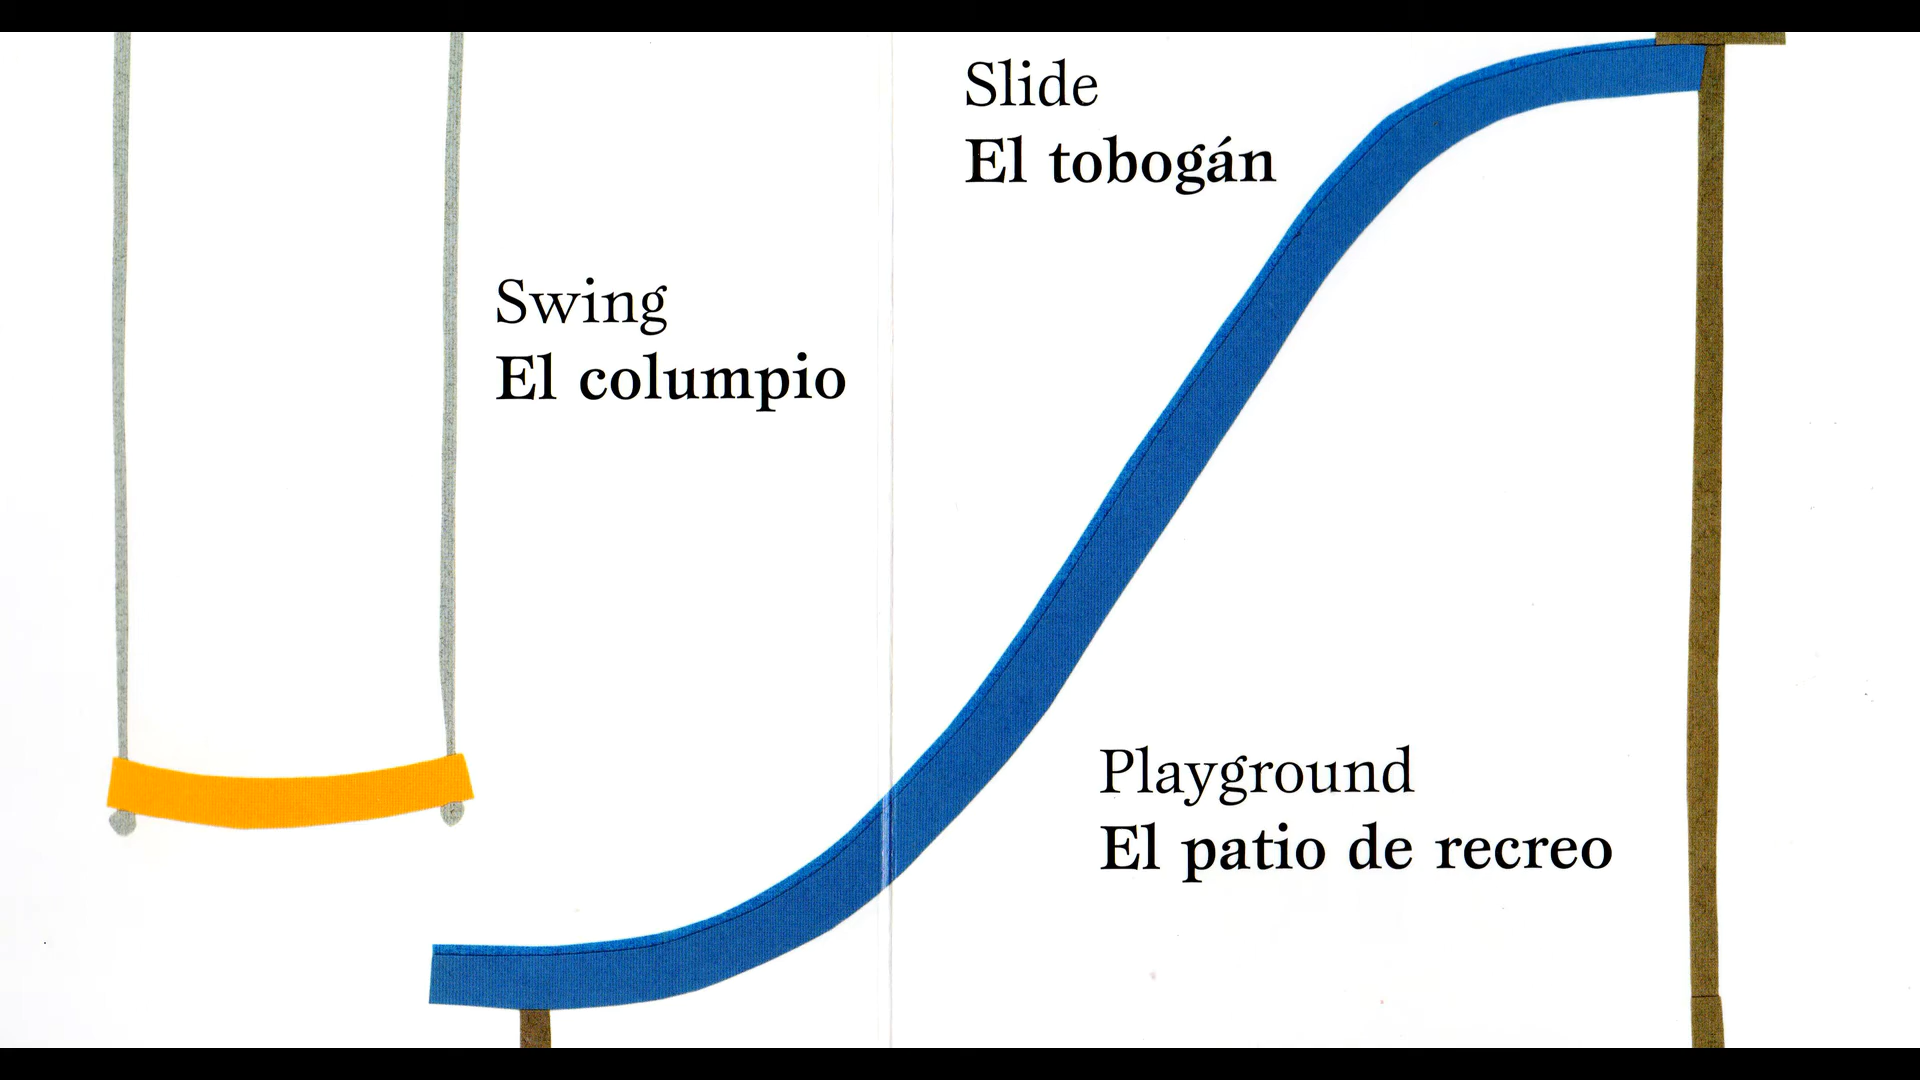 Swing
El columpio
Slide
El tobogán
Playground
El patio de recreo